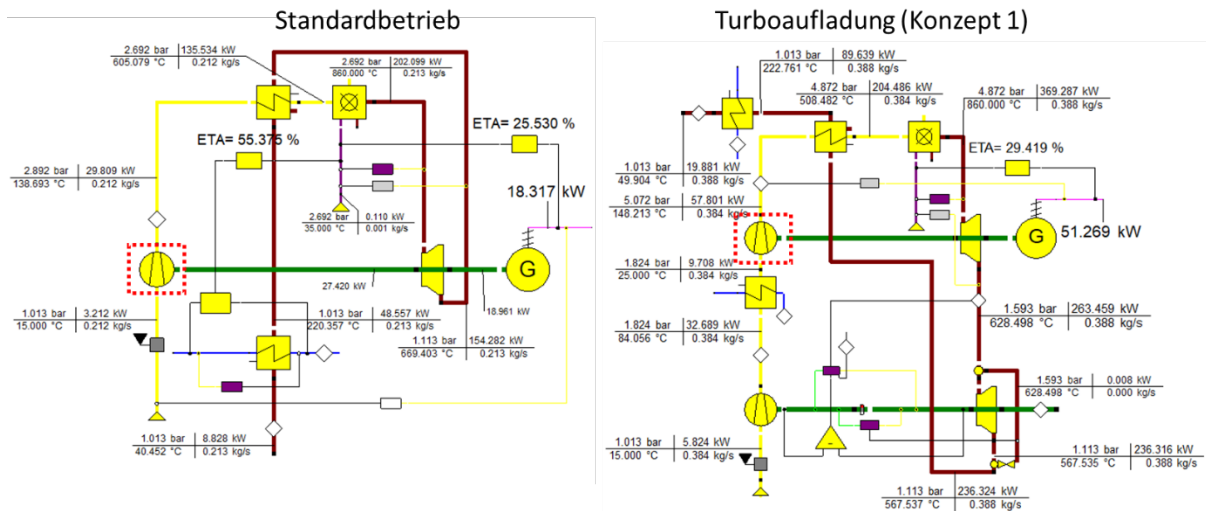 Standardbetrieb
2.692 bar 135.534 kW
605.079 °C 0.212 kg/s
2.692 bar 202.099 kW
860.000 °C 0.213 kg/s
ETA= 55.375 %
ETA= 25.530 %
2.892 bar 29.809 kW
138.693 °C 0.212 kg/s
18.317 kW
2.692 bar 0.110 kW
35.000 °C 0.001 kg/s
G
27.420 kW
18.961 kW
1.013 bar 3.212 kW
15.000 °C 0.212 kg/s
1.013 bar 48.557 kW
220.357 °C 0.213 kg/s
1.113 bar 154.282 kW
669.403 °C 0.213 kg/s
1.013 bar 8.828 kW
40.452 °C 0.213 kg/s
Turboaufladung (Konzept 1)
1.013 bar 89.639 kW
222.761 °C 0.388 kg/s
4.872 bar 204.486 kW
508.482 °C 0.384 kg/s
4.872 bar 369.287 kW
860.000 °C 0.388 kg/s
ETA= 29.419 %
1.013 bar 19.881 kW
49.904 °C 0.388 kg/s
5.072 bar 57.801 kW
148.213 °C 0.384 kg/s
G
51.269 kW
1.824 bar 9.708 kW
25.000 °C 0.384 kg/s
1.593 bar 263.459 kW
628.498 °C 0.388 kg/s
1.824 bar 32.689 kW
84.056 °C 0.384 kg/s
1.593 bar 0.008 kW
628.498 °C 0.000 kg/s
1.013 bar 5.824 kW
15.000 °C 0.384 kg/s
1.113 bar 236.316 kW
567.535 °C 0.388 kg/s
1.113 bar 236.324 kW
567.537 °C 0.388 kg/s